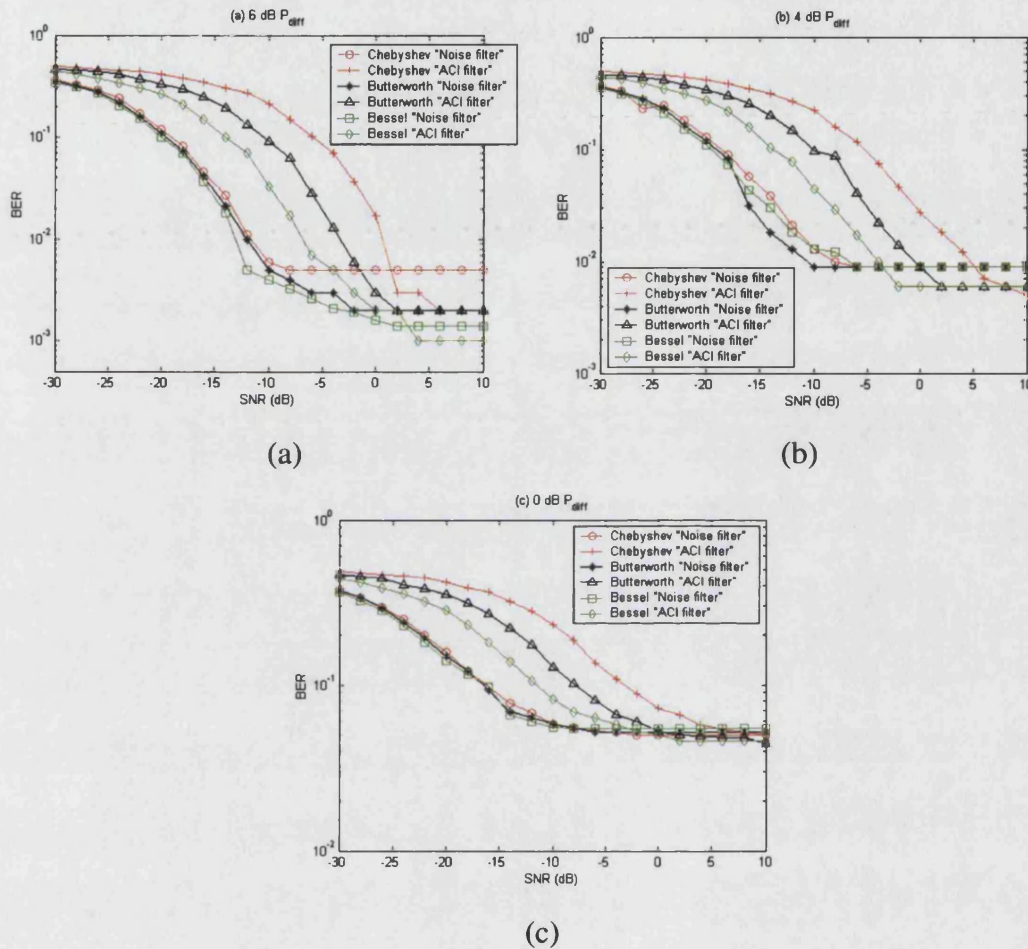 (a) 6 dB P_diff
10^0
10^-1
10^-2
10^-3
BER
Chebyshev "Noise filter"
Chebyshev "ACI filter"
Butterworth "Noise filter"
Butterworth "ACI filter"
Bessel "Noise filter"
Bessel "ACI filter"
-30 -25 -20 -15 -10 -5 0 5 10
SNR (dB)
(a)
(b) 4 dB P_diff
10^0
10^-1
10^-2
10^-3
BER
Chebyshev "Noise filter"
Chebyshev "ACI filter"
Butterworth "Noise filter"
Butterworth "ACI filter"
Bessel "Noise filter"
Bessel "ACI filter"
-30 -25 -20 -15 -10 -5 0 5 10
SNR (dB)
(b)
(c) 0 dB P_diff
10^0
10^-1
10^-2
BER
Chebyshev "Noise filter"
Chebyshev "ACI filter"
Butterworth "Noise filter"
Butterworth "ACI filter"
Bessel "Noise filter"
Bessel "ACI filter"
-30 -25 -20 -15 -10 -5 0 5 10
SNR (dB)
(c)